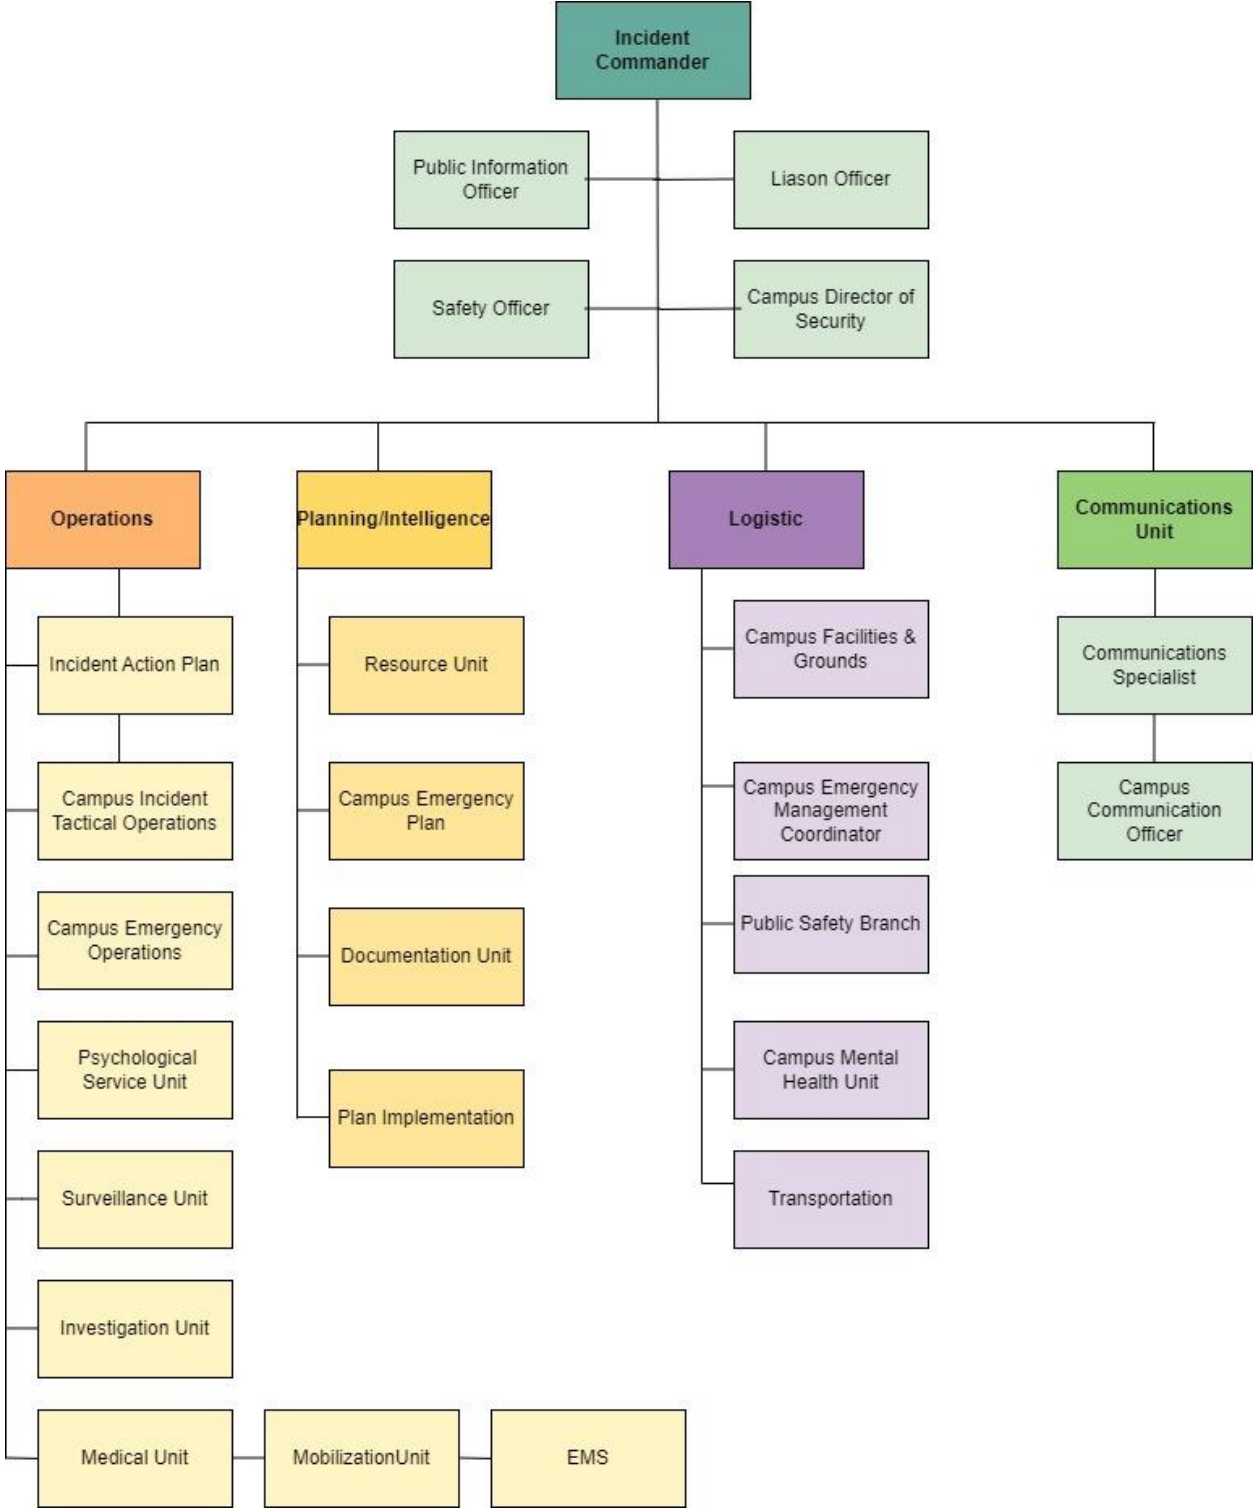 Incident
Commander
Public Information
Officer
Liason Officer
Safety Officer
Campus Director of
Security
Operations
Planning/Intelligence
Logistic
Communications
Unit
Incident Action Plan
Campus Incident
Tactical Operations
Campus Emergency
Operations
Psychological
Service Unit
Surveillance Unit
Investigation Unit
Medical Unit
MobilizationUnit
EMS
Resource Unit
Campus Emergency
Plan
Documentation Unit
Plan Implementation
Campus Facilities &
Grounds
Campus Emergency
Management
Coordinator
Public Safety Branch
Campus Mental
Health Unit
Transportation
Communications
Specialist
Campus
Communication
Officer